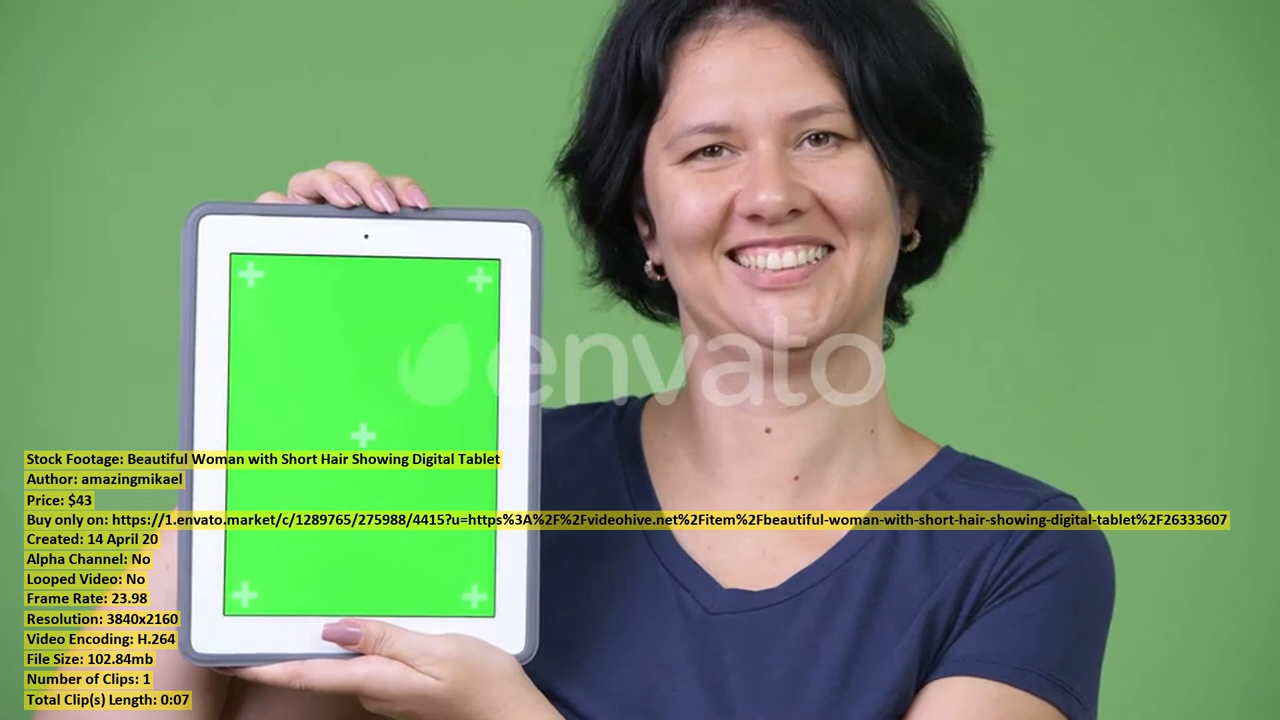 envato
Stock Footage: Beautiful Woman with Short Hair Showing Digital Tablet
Author: amazingmikael
Price: $43
Buy only on: https://1.envato.market/c/1289765/275988/4415?u=https%3A%2F%2Fvideohive.net%2Fitem%2Fbeautiful-woman-with-short-hair-showing-digital-tablet%2F26333607
Created: 14 April 20
Alpha Channel: No
Looped Video: No
Frame Rate: 23.98
Resolution: 3840x2160
Video Encoding: H.264
File Size: 102.84mb
Number of Clips: 1
Total Clip(s) Length: 0:07